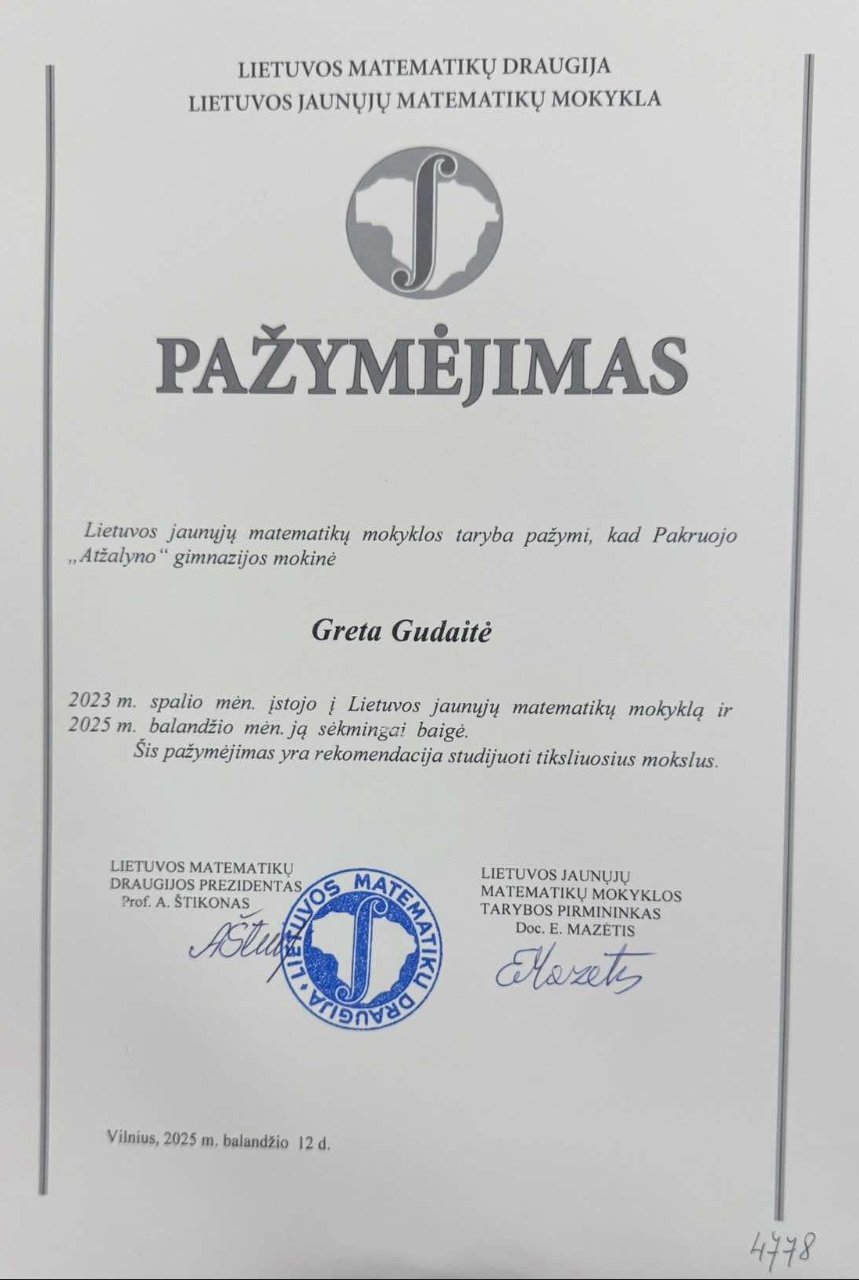 LIETUVOS MATEMATIKŲ DRAUGIJA
LIETUVOS JAUNŲJŲ MATEMATIKŲ MOKYKLA
PAŽYMĖJIMAS
Lietuvos jaunųjų matematikų mokyklos taryba pažymi, kad Pakruojo
„Atžalyno“ gimnazijos mokinė
Greta Gudaitė
2023 m. spalio mėn. įstojo į Lietuvos jaunųjų matematikų mokyklą ir
2025 m. balandžio mėn. ją sėkmingai baigė.
Šis pažymėjimas yra rekomendacija studijuoti tiksliuosius mokslus.
LIETUVOS MATEMATIKŲ
DRAUGIJOS PREZIDENTAS
Prof. A. ŠTIKONAS
LIETUVOS MATEMATIKŲ DRAUGIJA
LIETUVOS JAUNŲJŲ
MATEMATIKŲ MOKYKLOS
TARYBOS PIRMININKAS
Doc. E. MAZĖTIS
EMazetis
Vilnius, 2025 m. balandžio 12 d.
4778